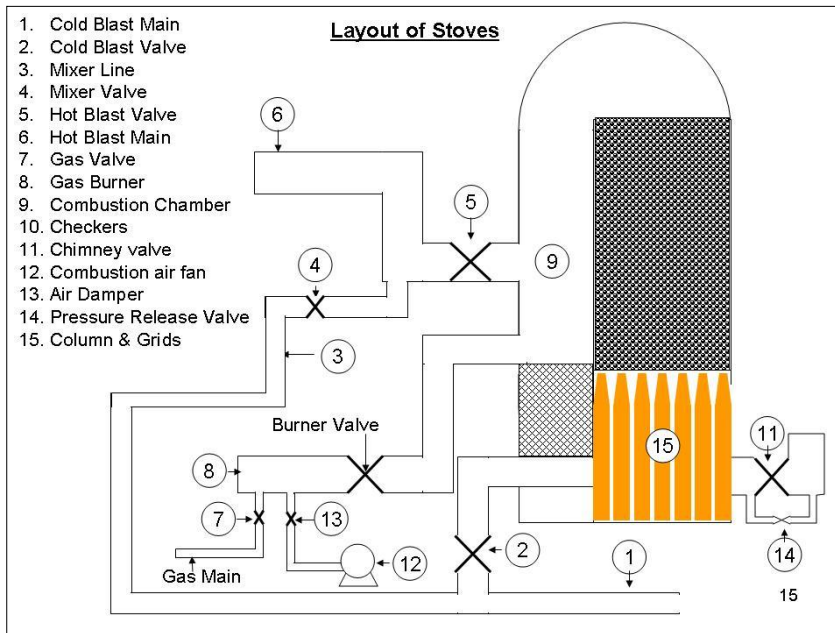 Layout of Stoves
1. Cold Blast Main
2. Cold Blast Valve
3. Mixer Line
4. Mixer Valve
5. Hot Blast Valve
6. Hot Blast Main
7. Gas Valve
8. Gas Burner
9. Combustion Chamber
10. Checkers
11. Chimney valve
12. Combustion air fan
13. Air Damper
14. Pressure Release Valve
15. Column & Grids
6
5
4
9
3
Burner Valve
15
11
8
7
13
2
14
12
1
Gas Main
15